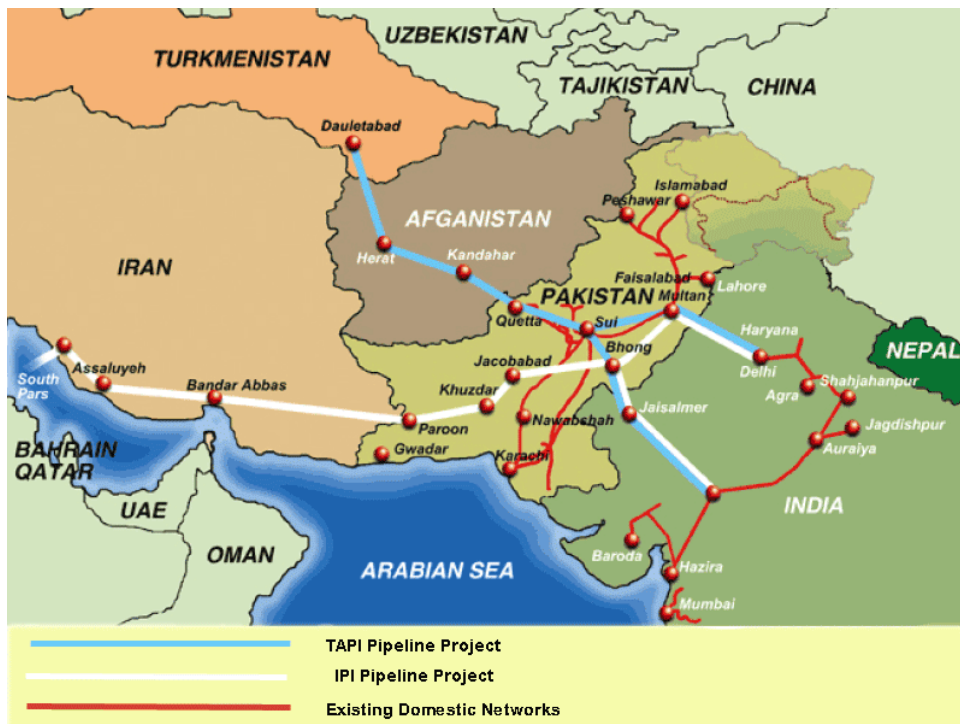 UZBEKISTAN
TURKMENISTAN
TAJIKISTAN
CHINA
Dauletabad
Islamabad
Peshawar
AFGANISTAN
Herat
Kandahar
IRAN
Faisalabad
Lahore
PAKISTAN
Multan
Quetta
Sui
Haryana
Delhi
NEPAL
Bhong
Jacobabad
Assaluyeh
South
Pars
Bandar Abbas
Khuzdar
Agra
Shahjahanpur
Jaisalmer
Nawabshah
Paroon
Jagdishpur
Auraiya
Gwadar
Karachi
BAHRAIN
QATAR
UAE
INDIA
OMAN
Baroda
ARABIAN SEA
Hazira
Mumbai
TAPI Pipeline Project
IPI Pipeline Project
Existing Domestic Networks